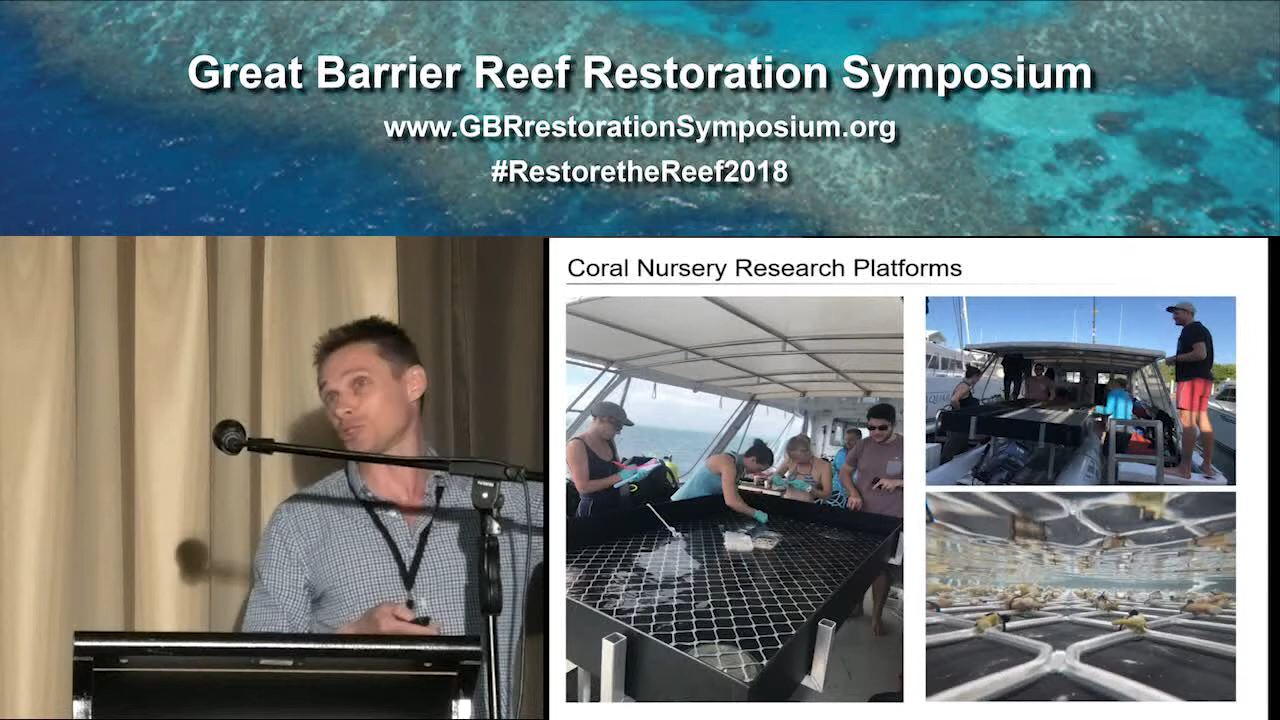 Great Barrier Reef Restoration Symposium
www.GBRrestorationSymposium.org
#RestoretheReef2018
Coral Nursery Research Platforms